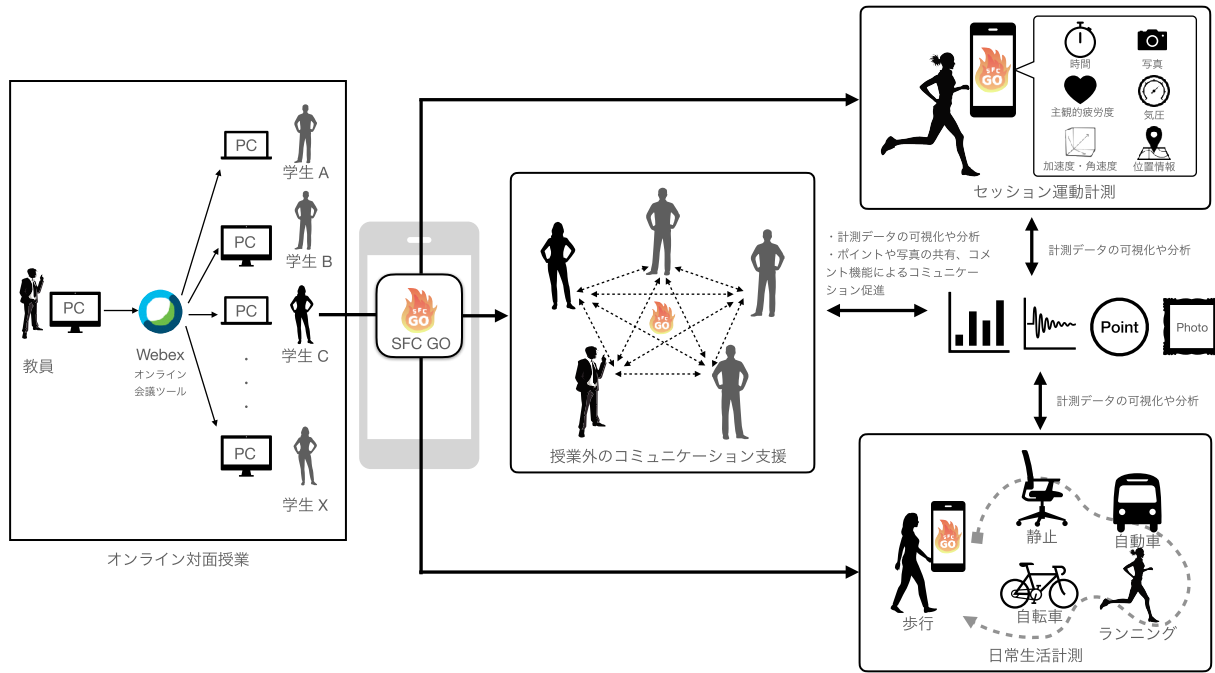 PC
学生 A
PC
学生 B
PC
教員
Webex
オンライン
会議ツール
PC
学生 C
PC
学生 X
オンライン対面授業
SFC
GO
SFC GO
SFC
GO
授業外のコミュニケーション支援
SFC
GO
時間
写真
主観的疲労度
気圧
加速度・角速度
位置情報
セッション運動計測
・計測データの可視化や分析
・ポイントや写真の共有、コメ
ント機能によるコミュニケー
ション促進
計測データの可視化や分析
Point
Photo
計測データの可視化や分析
SFC
GO
静止
自動車
自転車
歩行
ランニング
日常生活計測